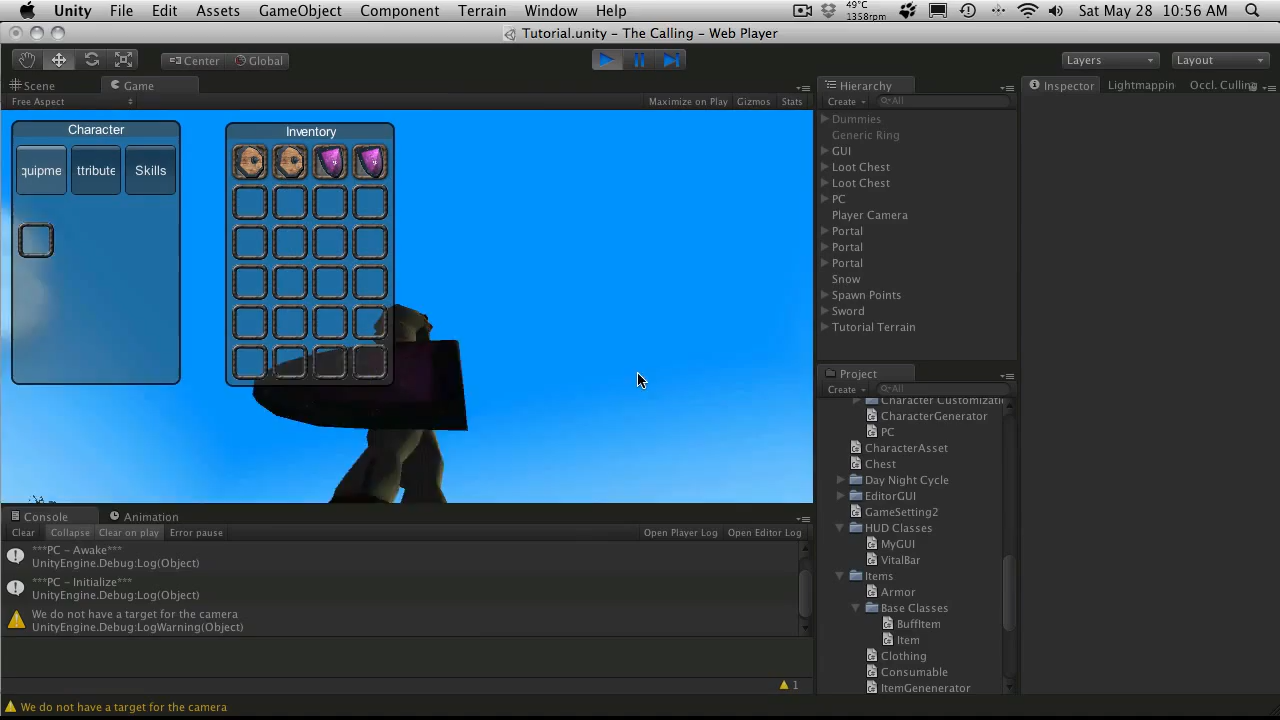 Unity File Edit Assets GameObject Component Terrain Window Help 49°C 1358rpm Sat May 28 10:56 AM
Tutorial.unity - The Calling - Web Player
Center Global Layers Layout
Scene Game
Free Aspect Maximize on Play Gizmos Stats
Character
quipme ttribute Skills
Inventory
Hierarchy
Create All
Dummies
Generic Ring
GUI
Loot Chest
Loot Chest
PC
Player Camera
Portal
Portal
Portal
Snow
Spawn Points
Sword
Tutorial Terrain
Inspector Lightmappin Occl. Culling
Project
Create All
Character Customizati
CharacterGenerator
PC
CharacterAsset
Chest
Day Night Cycle
EditorGUI
GameSetting2
HUD Classes
MyGUI
VitalBar
Items
Armor
Base Classes
BuffItem
Item
Clothing
Consumable
ItemGenenerator
Console Animation
Clear Collapse Clear on play Error pause Open Player Log Open Editor Log
***PC - Awake***
UnityEngine.Debug:Log(Object)
***PC - Initialize***
UnityEngine.Debug:Log(Object)
We do not have a target for the camera
UnityEngine.Debug:LogWarning(Object)
1
We do not have a target for the camera